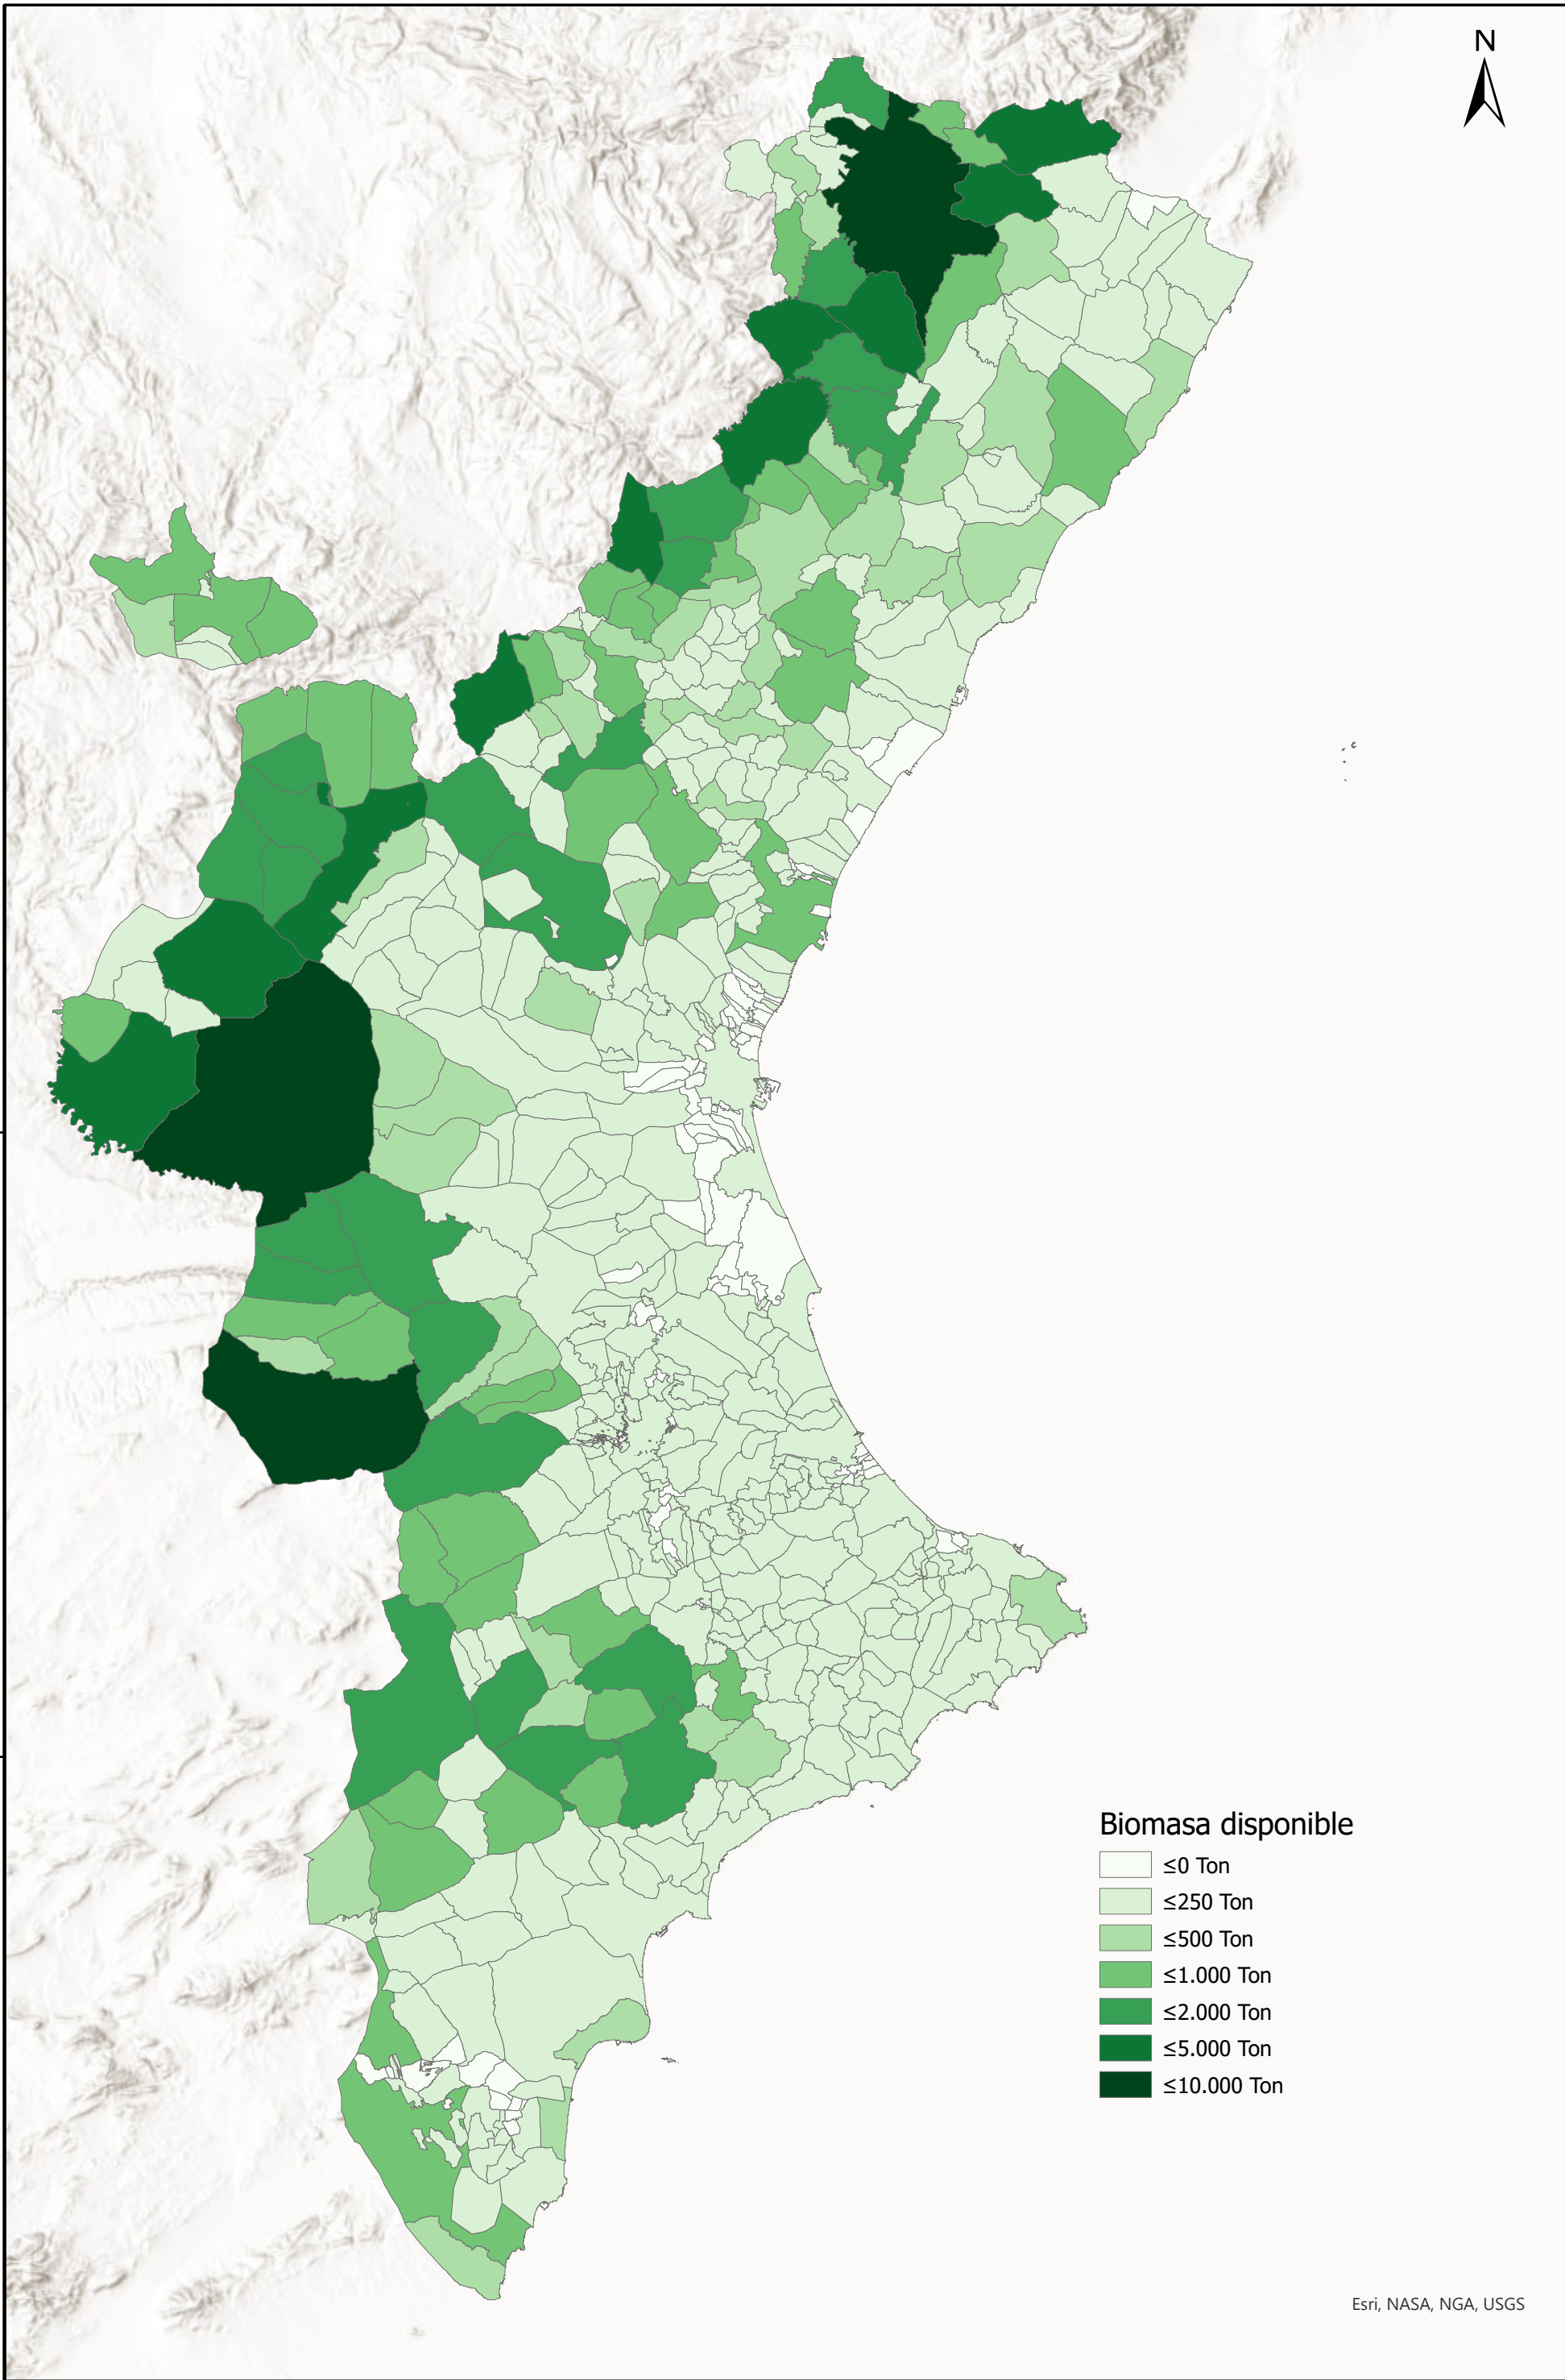 N
Biomasa disponible
≤0 Ton
≤250 Ton
≤500 Ton
≤1.000 Ton
≤2.000 Ton
≤5.000 Ton
≤10.000 Ton
Esri, NASA, NGA, USGS